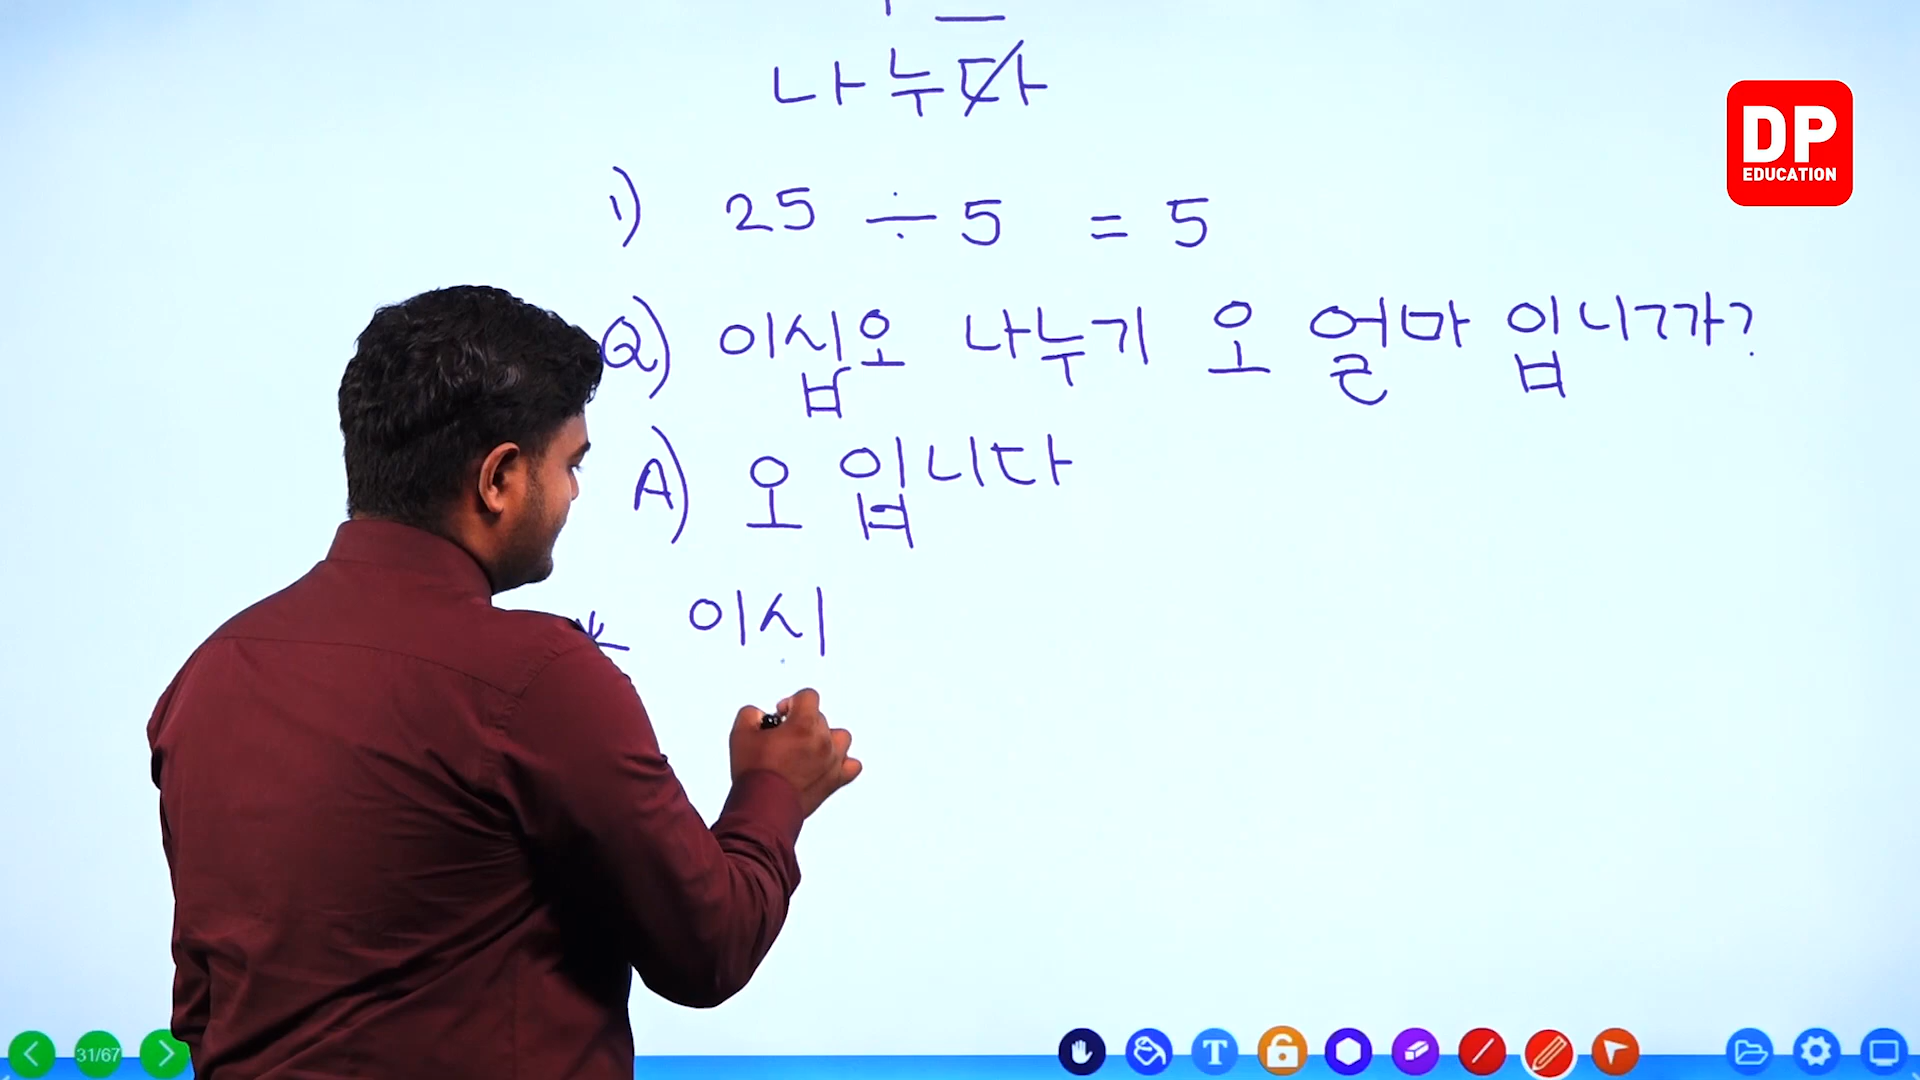 나누다
DP
EDUCATION
1) 25 ÷ 5 = 5
Q) 이십오 나누기 오 얼마 입니까?
A) 오 입니다
* 이시
31/67
T